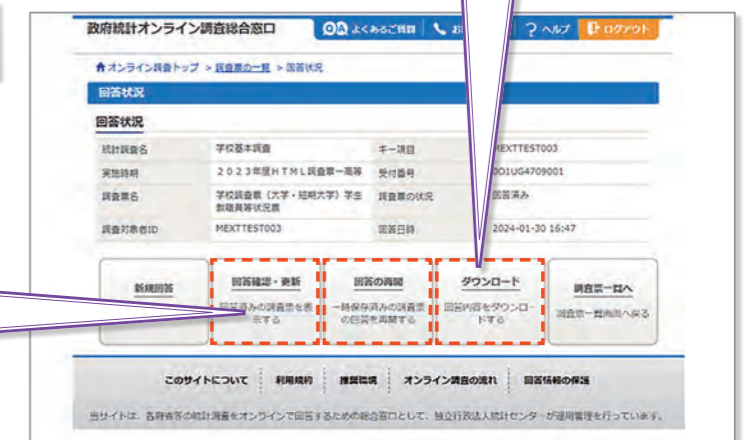 政府統計オンライン調査総合窓口
よくあるご質問
ヘルプ
ログアウト
オンライン調査トップ > 調査票の一覧 > 回答状況
回答状況
回答状況
統計調査名 学校基本調査 キー項目 MEXTTEST003
実施時期 2023年度HTML調査票－高等 受付番号 001UG4709001
調査票名 学校調査票（大学・短期大学）学生教職員等状況票 調査票の状況 回答済み
調査対象者ID MEXTTEST003 回答日時 2024-01-30 16:47
新規回答
回答確認・更新
回答済みの調査票を表
示する
回答の再開
一時保存済みの調査票
の回答を再開する
ダウンロード
回答内容をダウンロー
ドする
調査票一覧へ
調査票一覧画面へ戻る
このサイトについて 利用規約 推奨環境 オンライン調査の流れ 回答情報の保護
当サイトは、各府省等の統計調査をオンラインで回答するための総合窓口として、独立行政法人統計センターが運用管理を行っています。